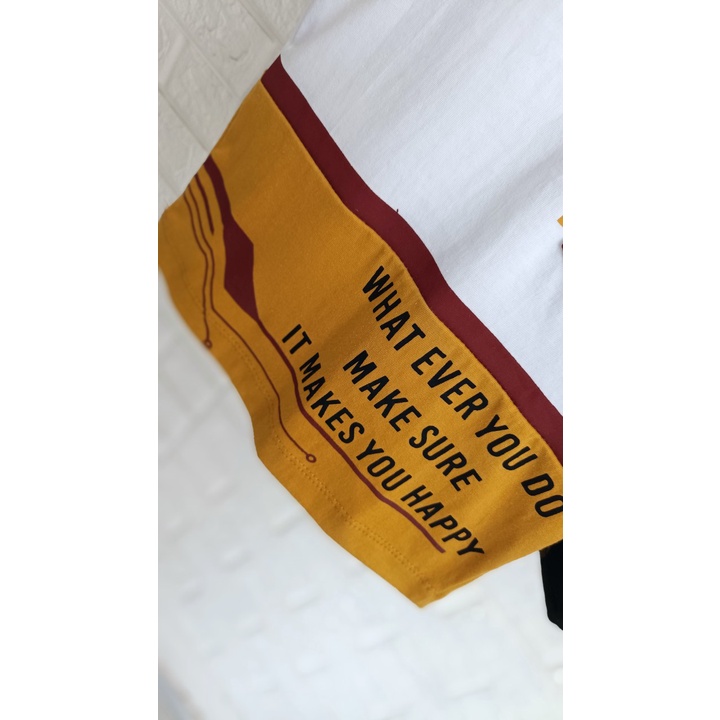 WHAT EVER YOU DO
MAKE SURE
IT MAKES YOU HAPPY